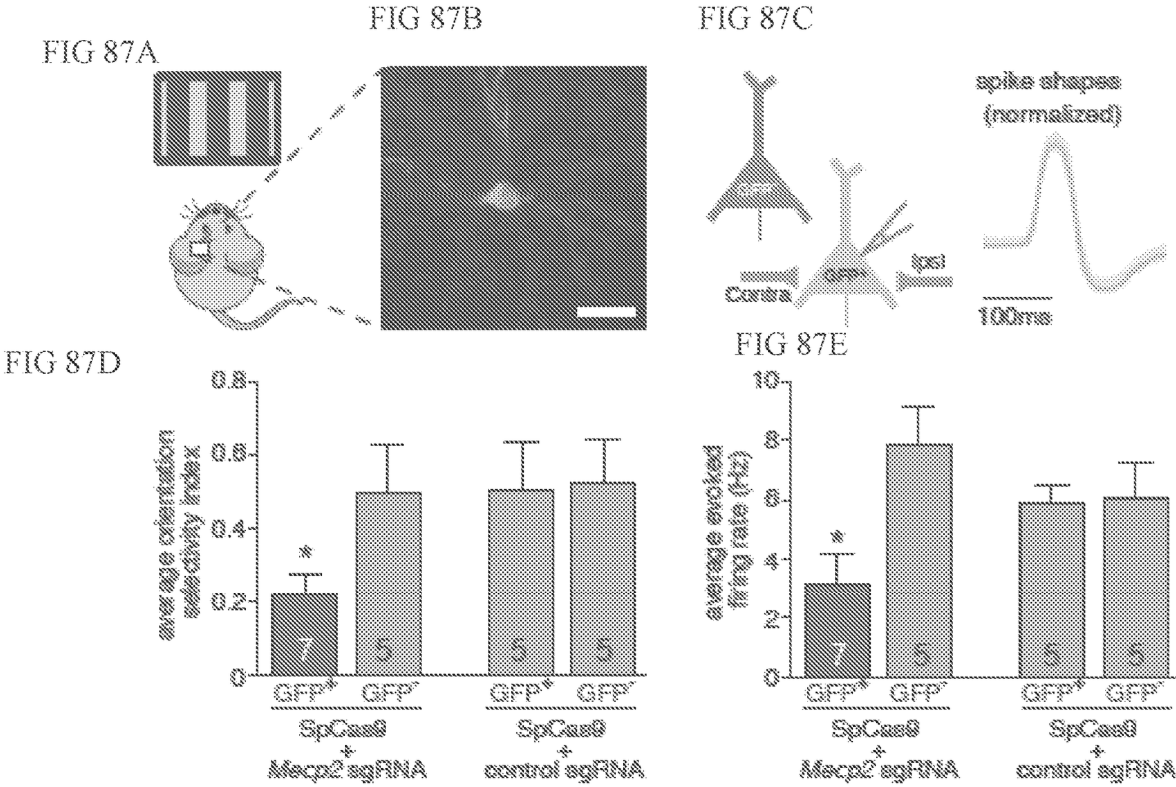 FIG 87A
FIG 87B
FIG 87C
GFP-
GFP+
Contra
Ipsi
spike shapes
(normalized)
100ms
FIG 87D
average orientation
selectivity index
0.8
0.6
0.4
0.2
0
*
7
5
5
5
GFP+
GFP-
GFP+
GFP-
SpCas9
+
Mecp2 sgRNA
SpCas9
+
control sgRNA
FIG 87E
average evoked
firing rate (Hz)
10
8
6
4
2
0
*
7
5
5
5
GFP+
GFP-
GFP+
GFP-
SpCas9
+
Mecp2 sgRNA
SpCas9
+
control sgRNA